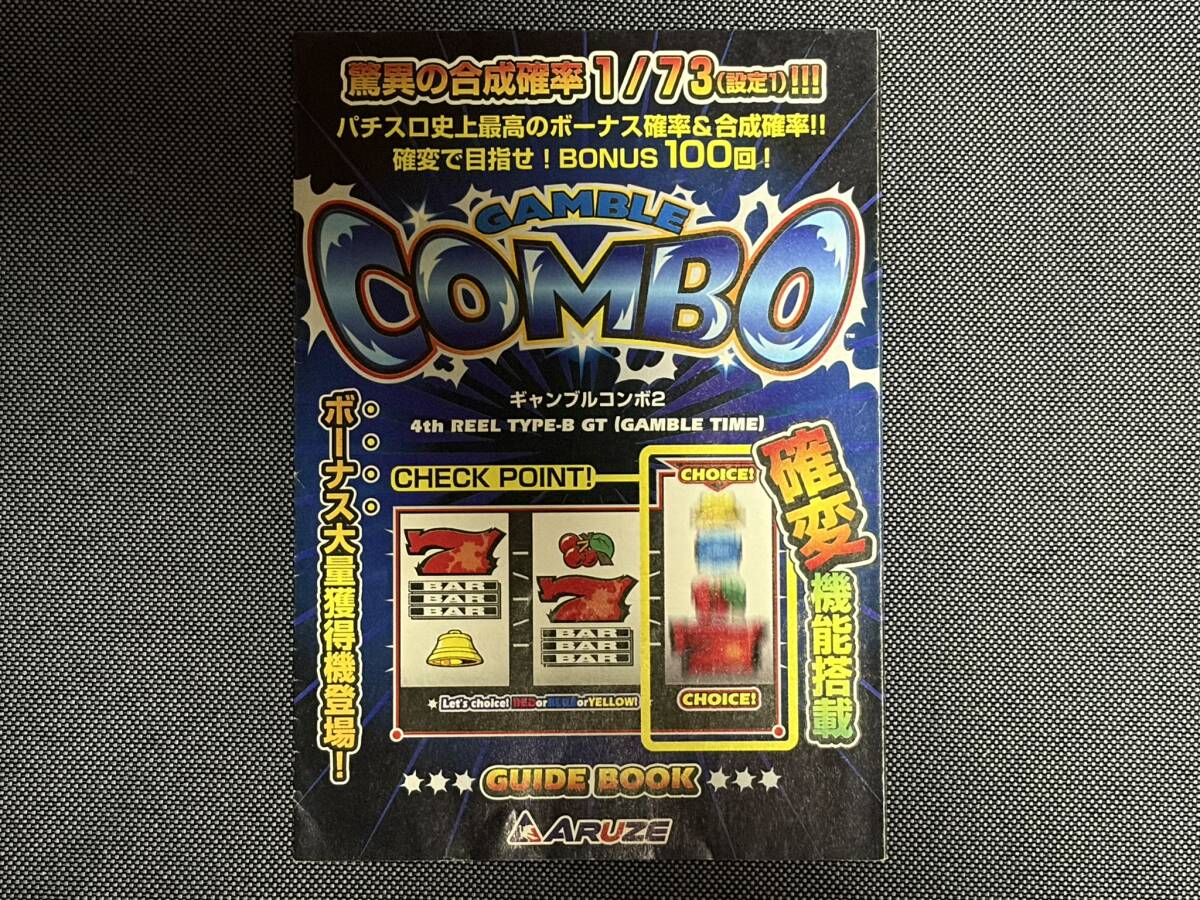 驚異の合成確率1/73(設定1)!!!
パチスロ史上最高のボーナス確率&合成確率!!
確変で目指せ!BONUS 100回!
GAMBLE
COMBO
TM
ギャンブルコンボ2
4th REEL TYPE-B GT (GAMBLE TIME)
ボーナス大量獲得機登場!
CHECK POINT!
CHOICE!
確変
機能搭載
BAR
BAR
BAR
BAR
BAR
BAR
Let's choice! RED or BLUE or YELLOW!
CHOICE!
GUIDE BOOK
ARUZE